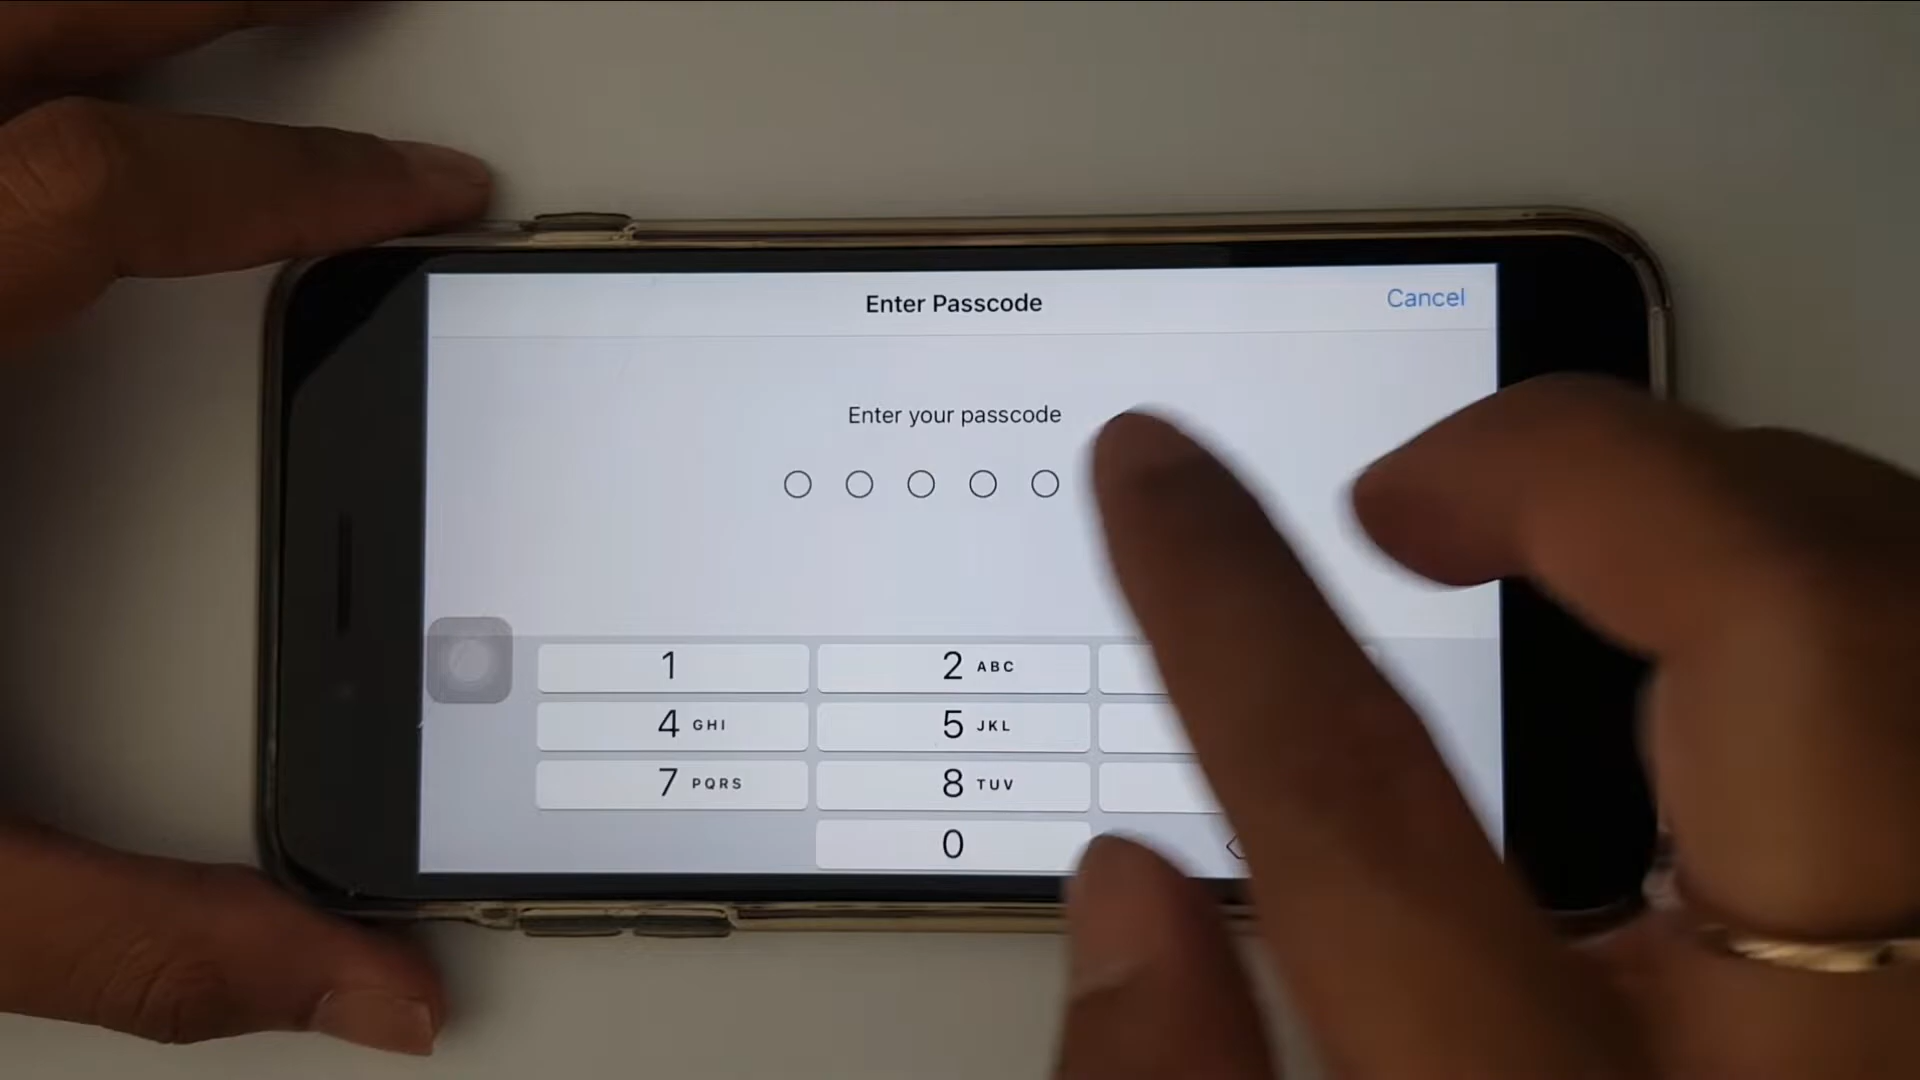 Enter Passcode
Cancel
Enter your passcode
1
2 ABC
4 GHI
5 JKL
7 PQRS
8 TUV
0